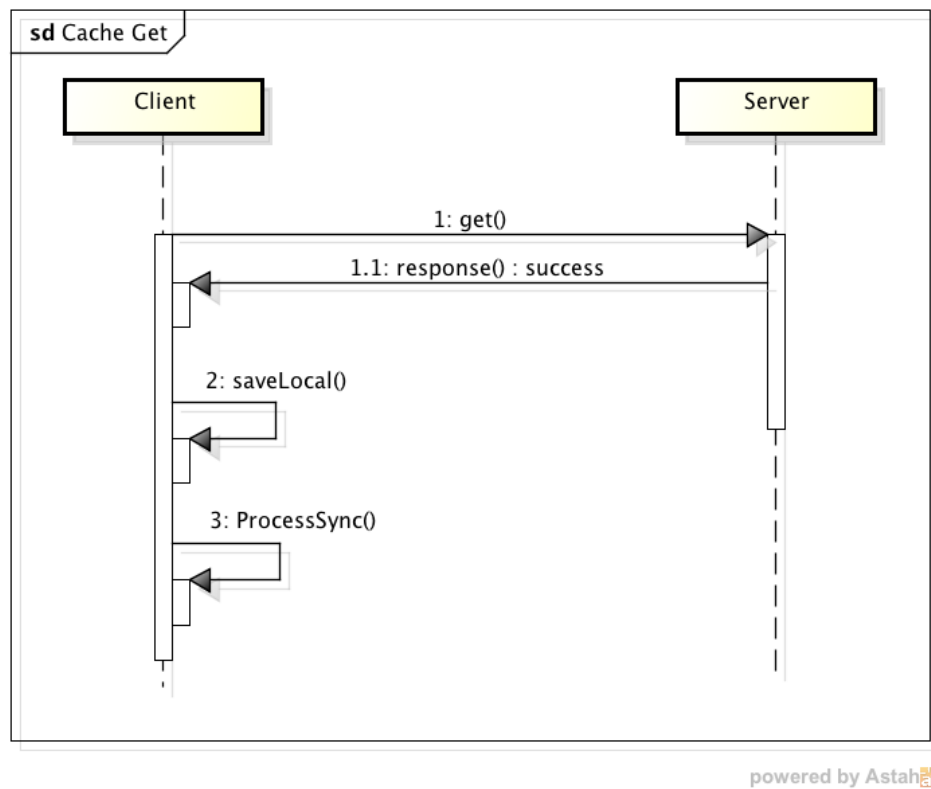 sd Cache Get
Client
Server
1: get()
1.1: response() : success
2: saveLocal()
3: ProcessSync()
powered by Astah